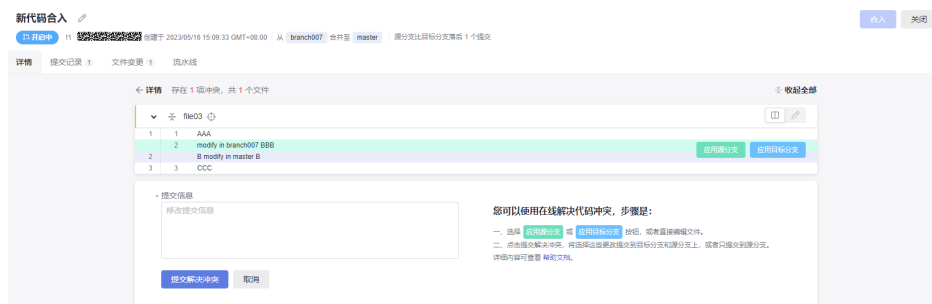 新代码合入
合入 关闭
开启中 !1 创建于 2023/05/16 15:09:33 GMT+08:00 从 branch007 合并至 master 源分支比目标分支落后 1 个提交
详情 提交记录 1 文件变更 1 流水线
详情 存在 1 项冲突，共 1 个文件 收起全部
file03
1 1 AAA
2 modify in branch007 BBB
应用源分支 应用目标分支
2 B modify in master B
3 3 CCC
* 提交信息
修改提交信息
提交解决冲突 取消
您可以使用在线解决代码冲突，步骤是：
一、选择 应用源分支 或 应用目标分支 按钮，或者直接编辑文件。
二、点击提交解决冲突，将选择这些更改提交到目标分支和源分支上，或者只提交到源分支。
详细内容可查看 帮助文档。